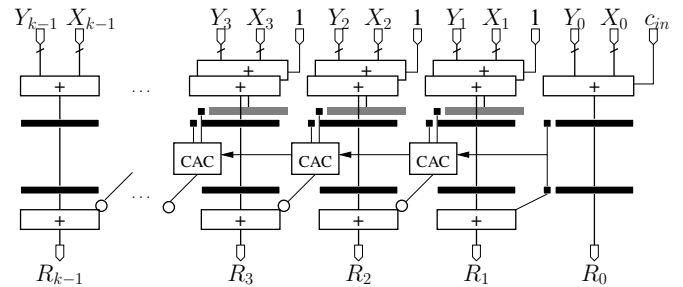 Y_{k−1} X_{k−1} Y_3 X_3 1 Y_2 X_2 1 Y_1 X_1 1 Y_0 X_0 c_{in}
+ + +
+ ... +
CAC CAC CAC
...
+ + + +
R_{k−1} R_3 R_2 R_1 R_0